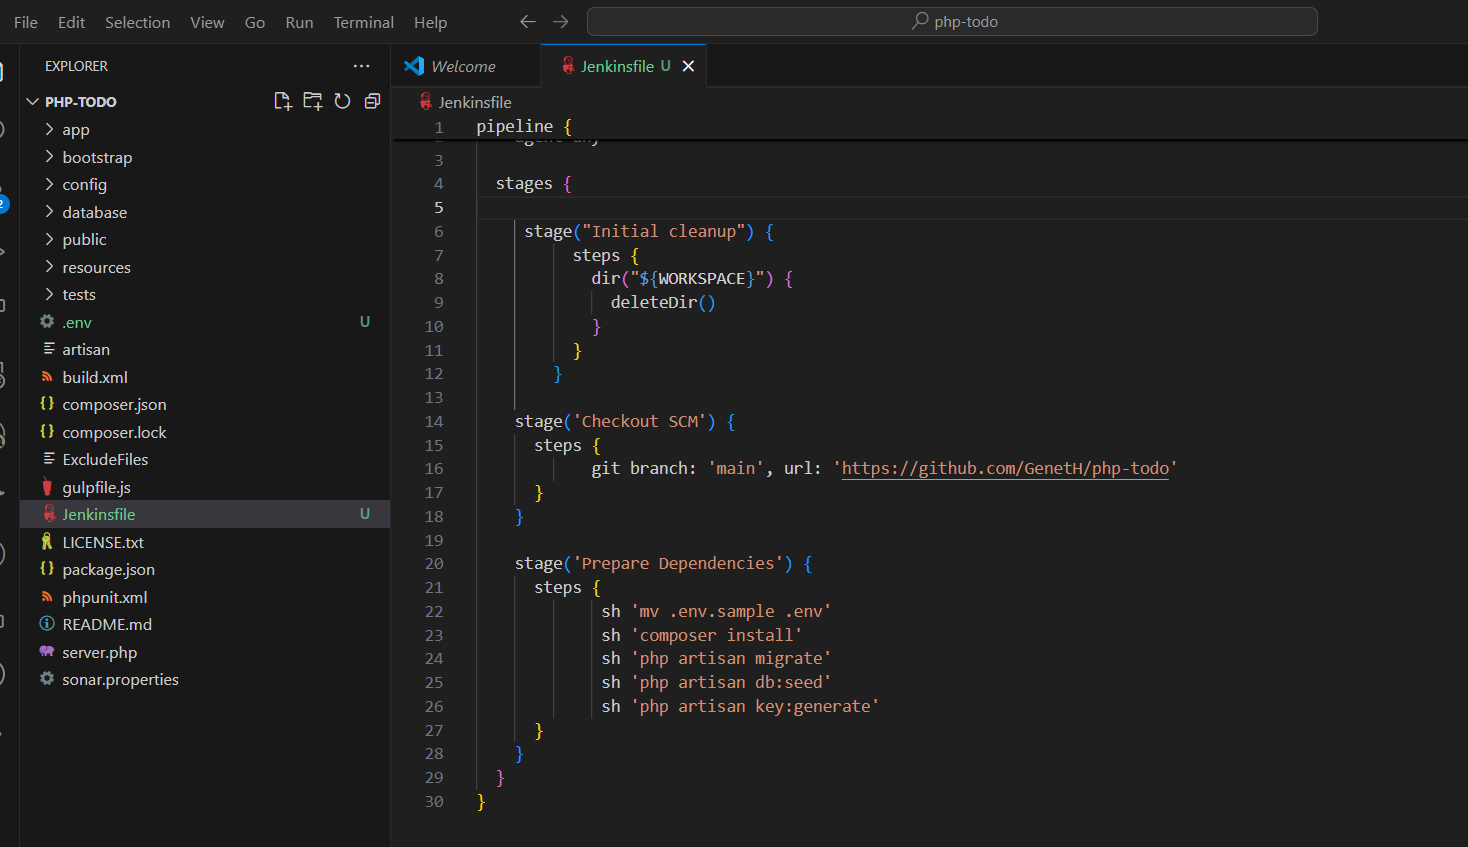 File Edit Selection View Go Run Terminal Help
php-todo
EXPLORER
PHP-TODO
app
bootstrap
config
database
public
resources
tests
.env U
artisan
build.xml
composer.json
composer.lock
ExcludeFiles
gulpfile.js
Jenkinsfile U
LICENSE.txt
package.json
phpunit.xml
README.md
server.php
sonar.properties
2
Welcome
Jenkinsfile U
Jenkinsfile
1 pipeline {
2 agent any
3
4 stages {
5
6 stage("Initial cleanup") {
7 steps {
8 dir("${WORKSPACE}") {
9 deleteDir()
10 }
11 }
12 }
13
14 stage('Checkout SCM') {
15 steps {
16 git branch: 'main', url: 'https://github.com/GenetH/php-todo'
17 }
18 }
19
20 stage('Prepare Dependencies') {
21 steps {
22 sh 'mv .env.sample .env'
23 sh 'composer install'
24 sh 'php artisan migrate'
25 sh 'php artisan db:seed'
26 sh 'php artisan key:generate'
27 }
28 }
29 }
30 }